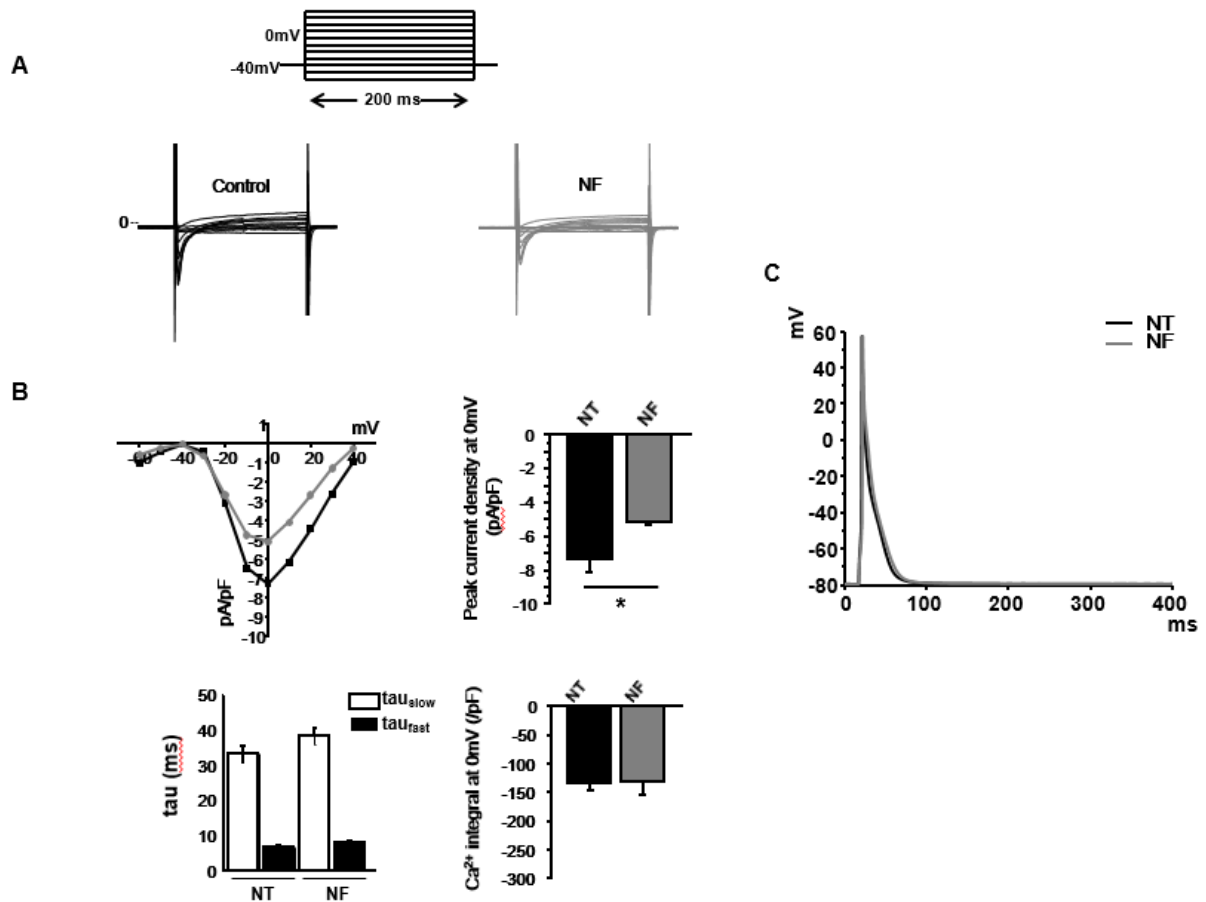 A
0mV
-40mV
200 ms
Control
NF
0--
B
mV
1
-60 -40 -20 0 20 40
-1
-2
-3
-4
-5
-6
-7
-8
-9
-10
pA/pF
NT
NF
Peak current density at 0mV
(pA/pF)
0
-2
-4
-6
-8
-10
*
C
mV
60
40
20
0
-20
-40
-60
-80
0 100 200 300 400
ms
NT
NF
tau (ms)
50
40
30
20
10
0
tau slow
tau fast
NT NF
Ca2+ integral at 0mV (/pF)
NT
NF
0
-50
-100
-150
-200
-250
-300